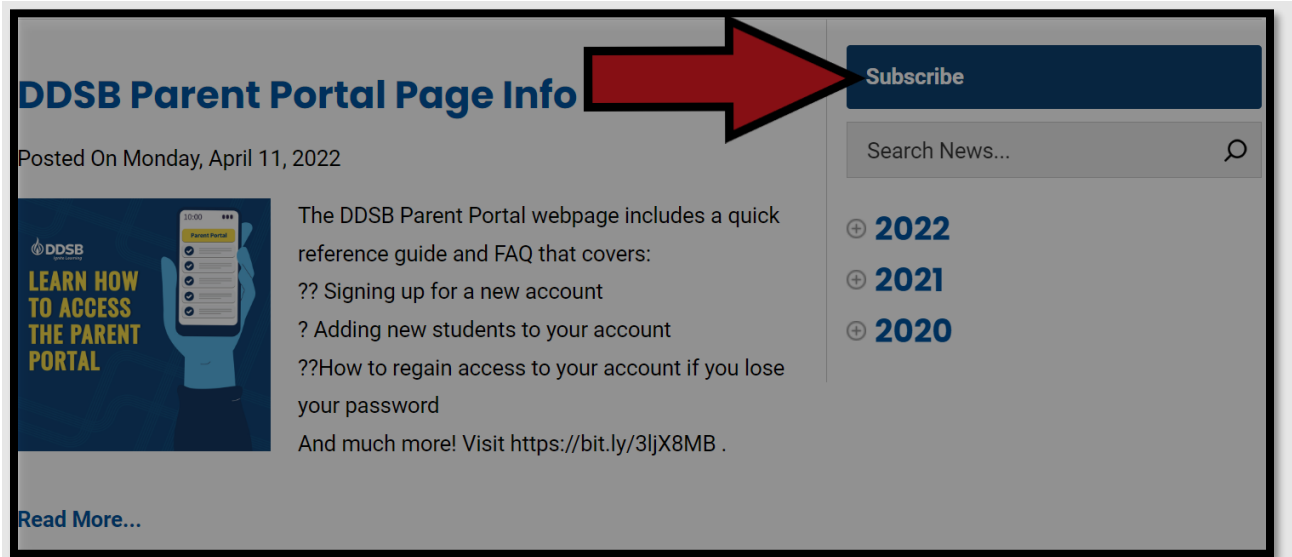 DDSB Parent Portal Page Info
Posted On Monday, April 11, 2022
10:00
Parent Portal
DDSB
Ignite Learning
LEARN HOW
TO ACCESS
THE PARENT
PORTAL
The DDSB Parent Portal webpage includes a quick
reference guide and FAQ that covers:
?? Signing up for a new account
? Adding new students to your account
??How to regain access to your account if you lose
your password
And much more! Visit https://bit.ly/3ljX8MB .
Read More...
Subscribe
Search News...
2022
2021
2020